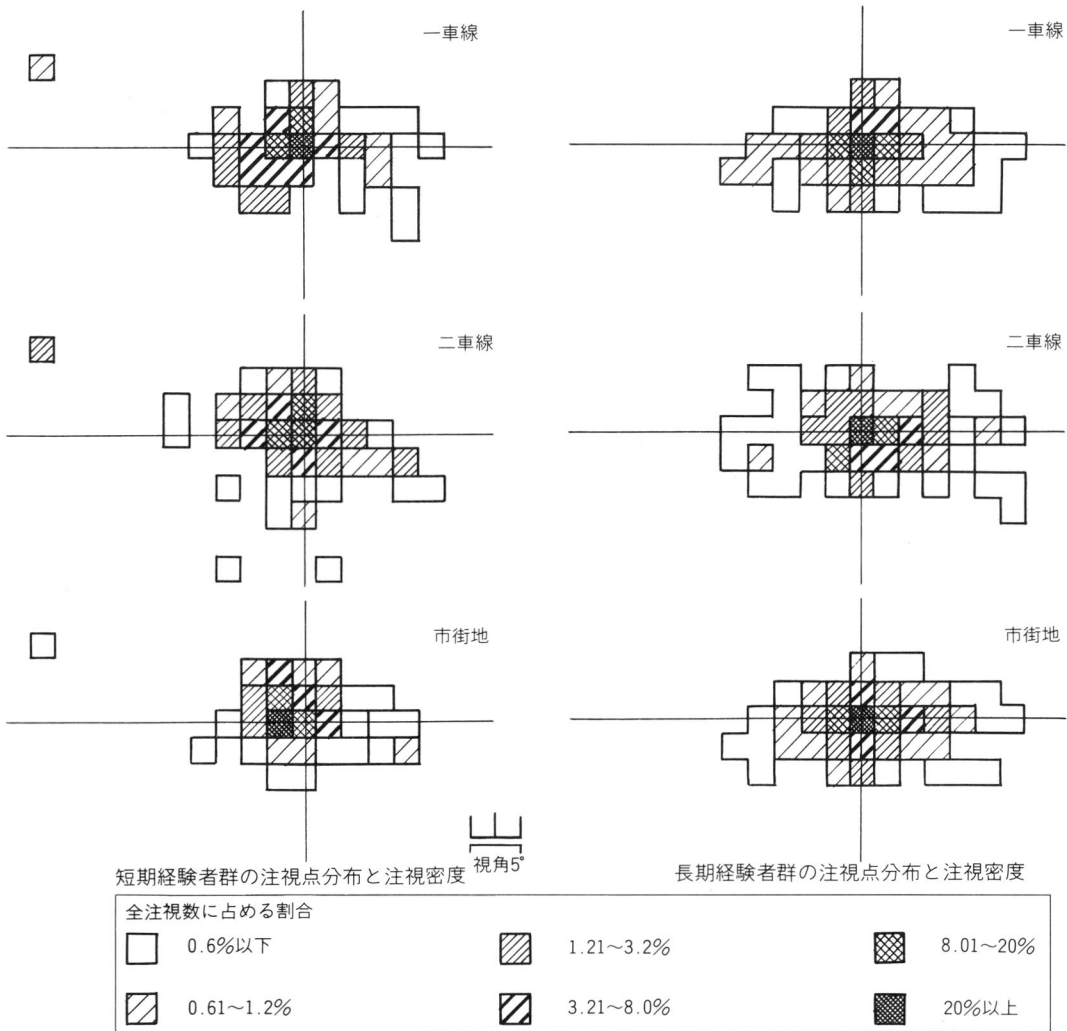 一車線
一車線
二車線
二車線
市街地
市街地
視角5°
短期経験者群の注視点分布と注視密度
長期経験者群の注視点分布と注視密度
全注視数に占める割合
0.6%以下
1.21〜3.2%
8.01〜20%
0.61〜1.2%
3.21〜8.0%
20%以上